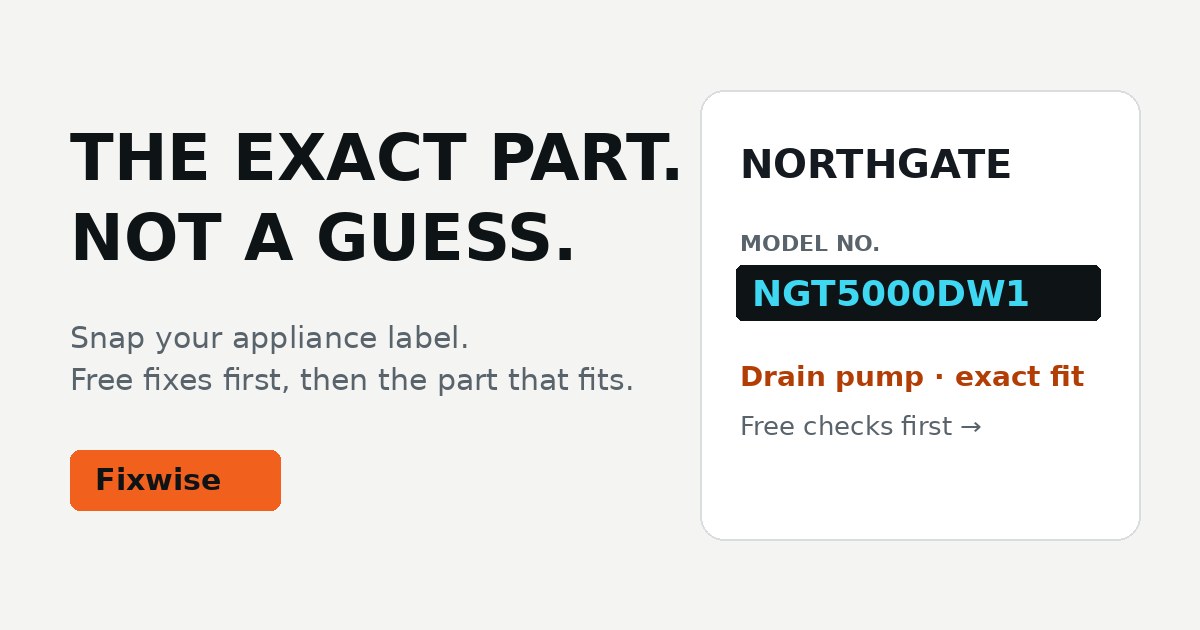 THE EXACT PART.
NOT A GUESS.
Snap your appliance label.
Free fixes first, then the part that fits.
Fixwise
NORTHGATE
MODEL NO.
NGT5000DW1
Drain pump · exact fit
Free checks first →